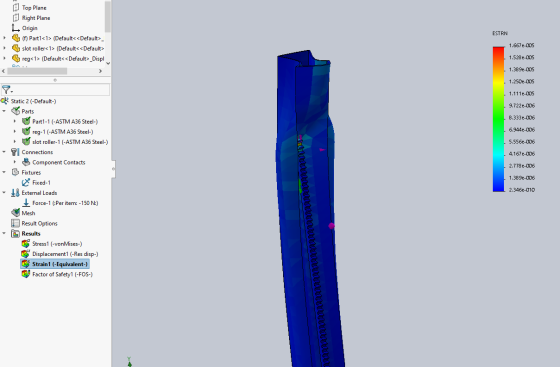 Top Plane
Right Plane
Origin
(f) Part1<1> (Default<<Default>_
slot roller<1> (Default<<Default>_
reg<1> (Default<<Default>_Displ
Static 2 (-Default-)
Parts
Part1-1 (-ASTM A36 Steel-)
reg-1 (-ASTM A36 Steel-)
slot roller-1 (-ASTM A36 Steel-)
Connections
Component Contacts
Fixtures
Fixed-1
External Loads
Force-1 (:Per item: -150 N:)
Mesh
Result Options
Results
Stress1 (-vonMises-)
Displacement1 (-Res disp-)
Strain1 (-Equivalent-)
Factor of Safety1 (-FOS-)
ESTRN
1.667e-005
1.528e-005
1.389e-005
1.250e-005
1.111e-005
9.722e-006
8.333e-006
6.944e-006
5.556e-006
4.167e-006
2.778e-006
1.389e-006
2.346e-010
Y